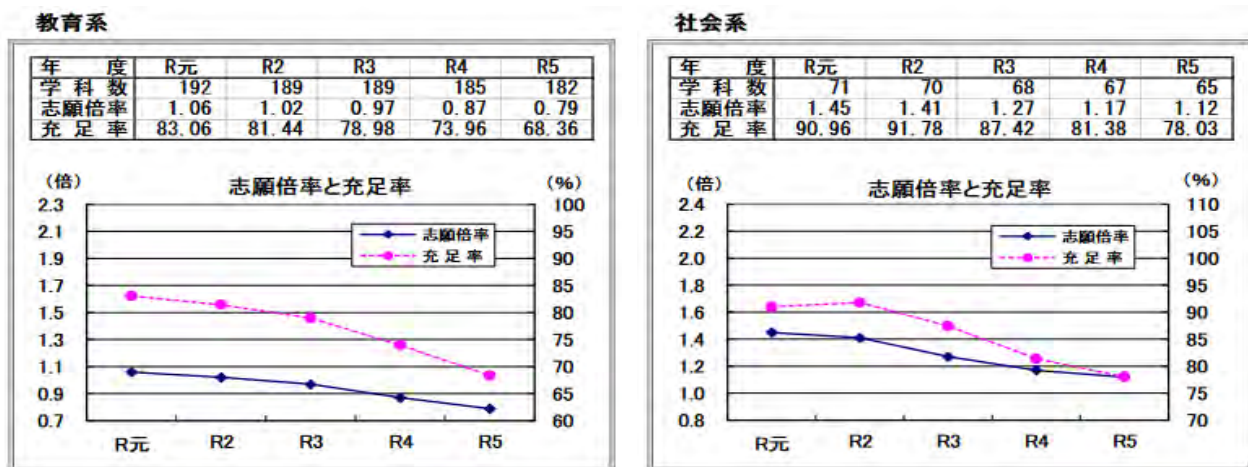 教育系
年度 R元 R2 R3 R4 R5
学科数 192 189 189 185 182
志願倍率 1.06 1.02 0.97 0.87 0.79
充足率 83.06 81.44 78.98 73.96 68.36
志願倍率と充足率
(倍) (%)
2.3 100
2.1 95
1.9 90
1.7 85
1.5 80
1.3 75
1.1 70
0.9 65
0.7 60
志願倍率
充足率
R元 R2 R3 R4 R5
社会系
年度 R元 R2 R3 R4 R5
学科数 71 70 68 67 65
志願倍率 1.45 1.41 1.27 1.17 1.12
充足率 90.96 91.78 87.42 81.38 78.03
志願倍率と充足率
(倍) (%)
2.4 110
2.2 105
2.0 100
1.8 95
1.6 90
1.4 85
1.2 80
1.0 75
0.8 70
志願倍率
充足率
R元 R2 R3 R4 R5